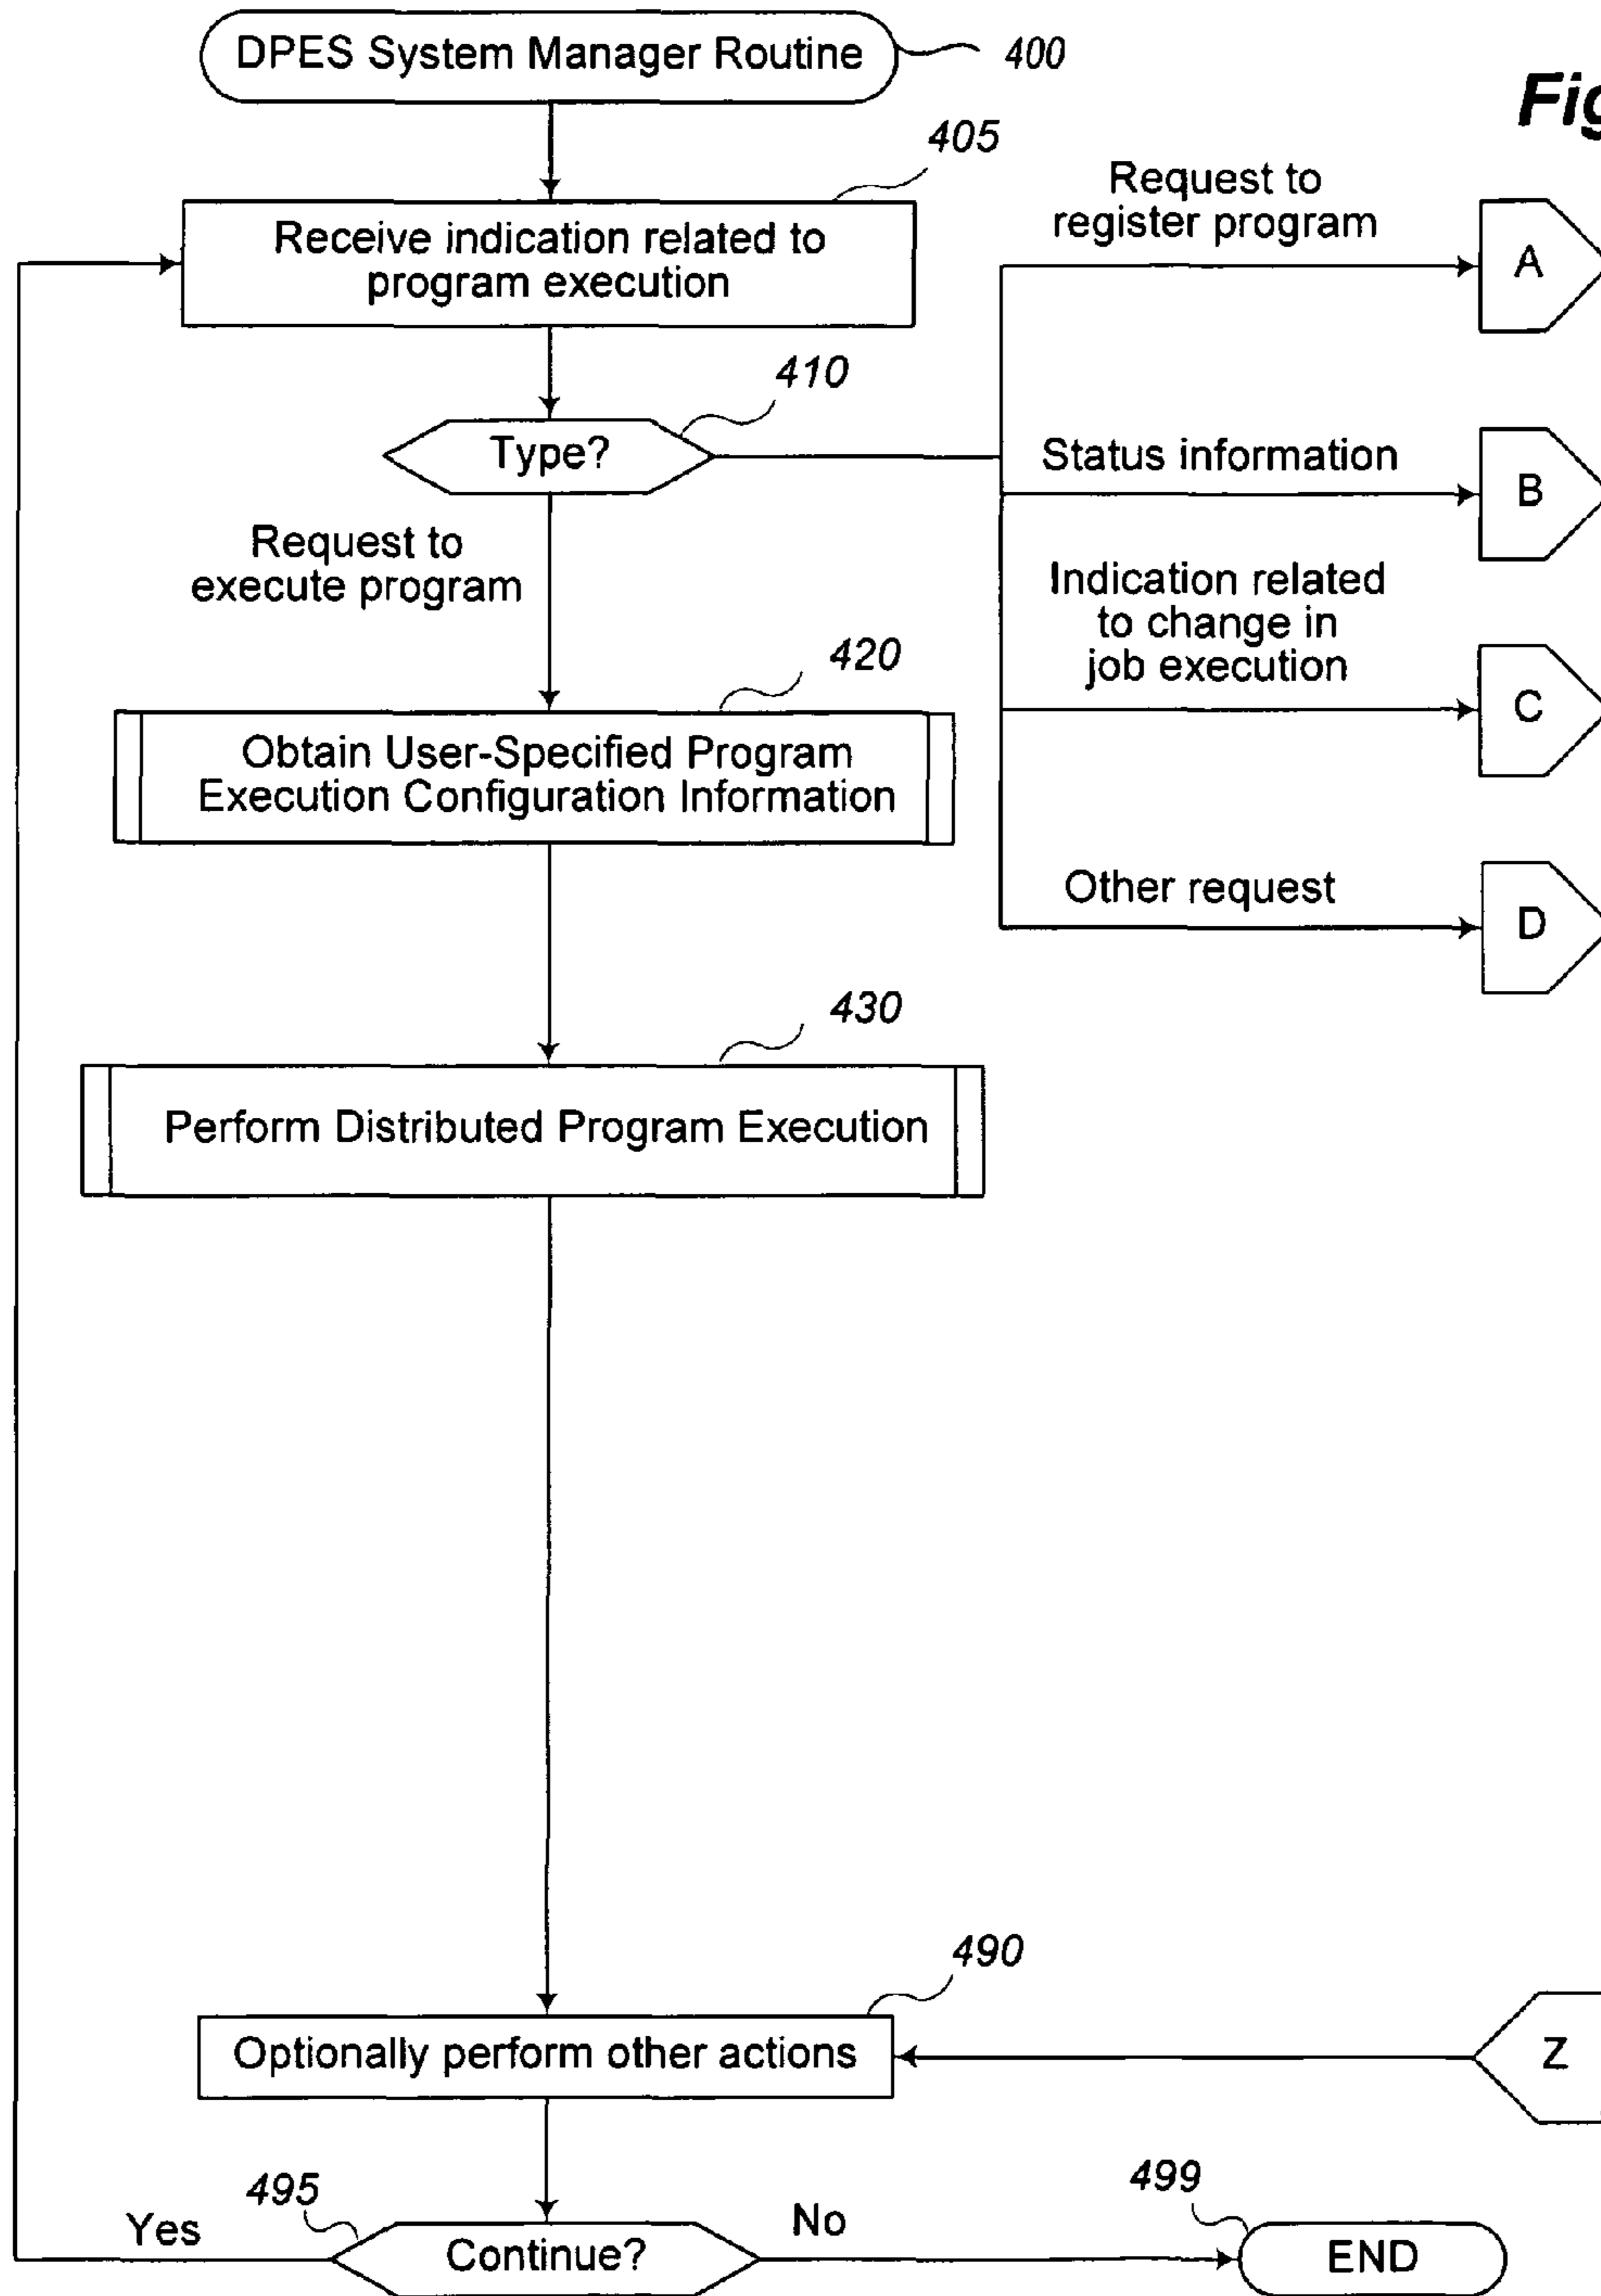 DPES System Manager Routine
400
Fig
405
Receive indication related to
program execution
Request to
register program
A
410
Type?
Status information
B
Request to
execute program
Indication related
to change in
job execution
C
420
Obtain User-Specified Program
Execution Configuration Information
Other request
D
430
Perform Distributed Program Execution
490
Optionally perform other actions
Z
495
Continue?
Yes
No
499
END